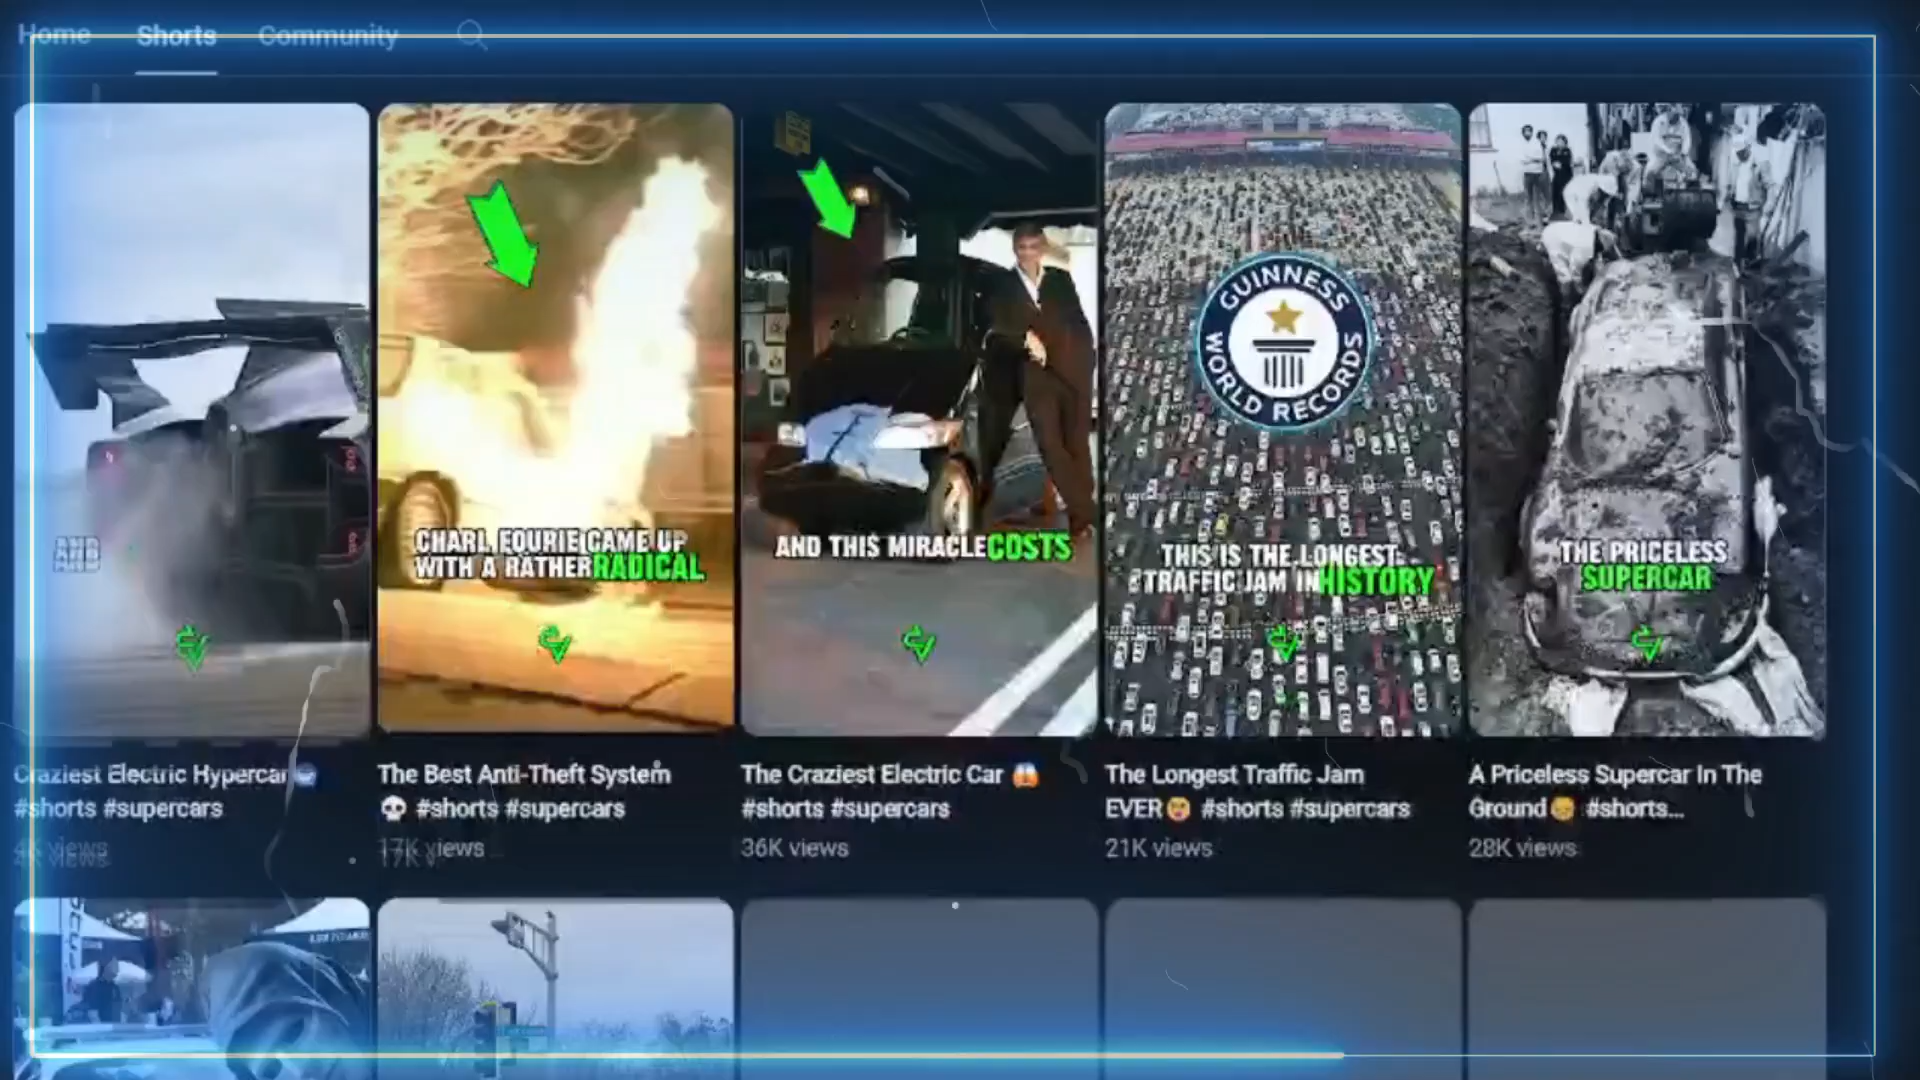 Home Shorts Community
GUINNESS
WORLD RECORDS
AND
CHARL FOURIE CAME UP
WITH A RATHER RADICAL
AND THIS MIRACLE COSTS
THIS IS THE LONGEST
TRAFFIC JAM IN HISTORY
THE PRICELESS
SUPERCAR
Craziest Electric Hypercar
#shorts #supercars
4K views
The Best Anti-Theft System
💀 #shorts #supercars
17K views
The Craziest Electric Car 😱
#shorts #supercars
36K views
The Longest Traffic Jam
EVER #shorts #supercars
21K views
A Priceless Supercar In The
Ground #shorts...
28K views